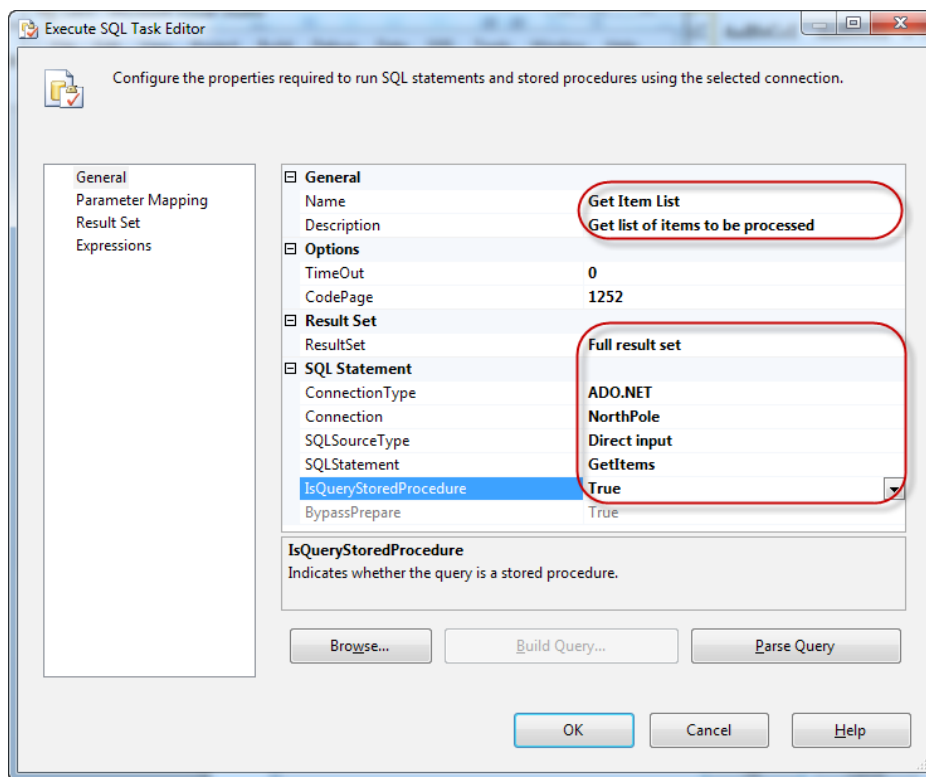 Execute SQL Task Editor
Configure the properties required to run SQL statements and stored procedures using the selected connection.
General
Parameter Mapping
Result Set
Expressions
General
Name Get Item List
Description Get list of items to be processed
Options
TimeOut 0
CodePage 1252
Result Set
ResultSet Full result set
SQL Statement
ConnectionType ADO.NET
Connection NorthPole
SQLSourceType Direct input
SQLStatement GetItems
IsQueryStoredProcedure True
BypassPrepare True
IsQueryStoredProcedure
Indicates whether the query is a stored procedure.
Browse... Build Query... Parse Query
OK Cancel Help